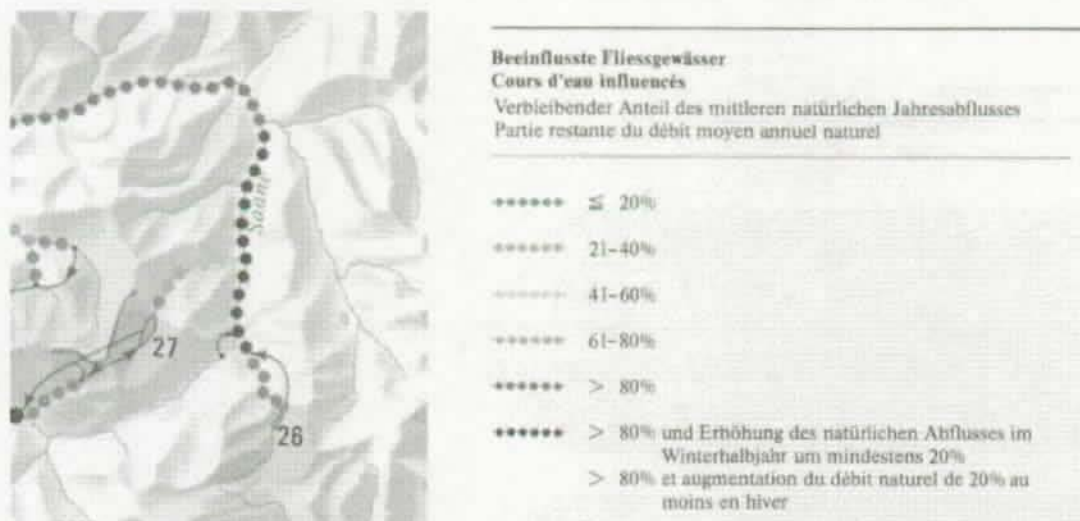 Saane
27
26
Beeinflusste Fliessgewässer
Cours d'eau influencés
Verbleibender Anteil des mittleren natürlichen Jahresabflusses
Partie restante du débit moyen annuel naturel
≦ 20%
21-40%
41-60%
61-80%
> 80%
> 80% und Erhöhung des natürlichen Abflusses im
Winterhalbjahr um mindestens 20%
> 80% et augmentation du débit naturel de 20% au
moins en hiver